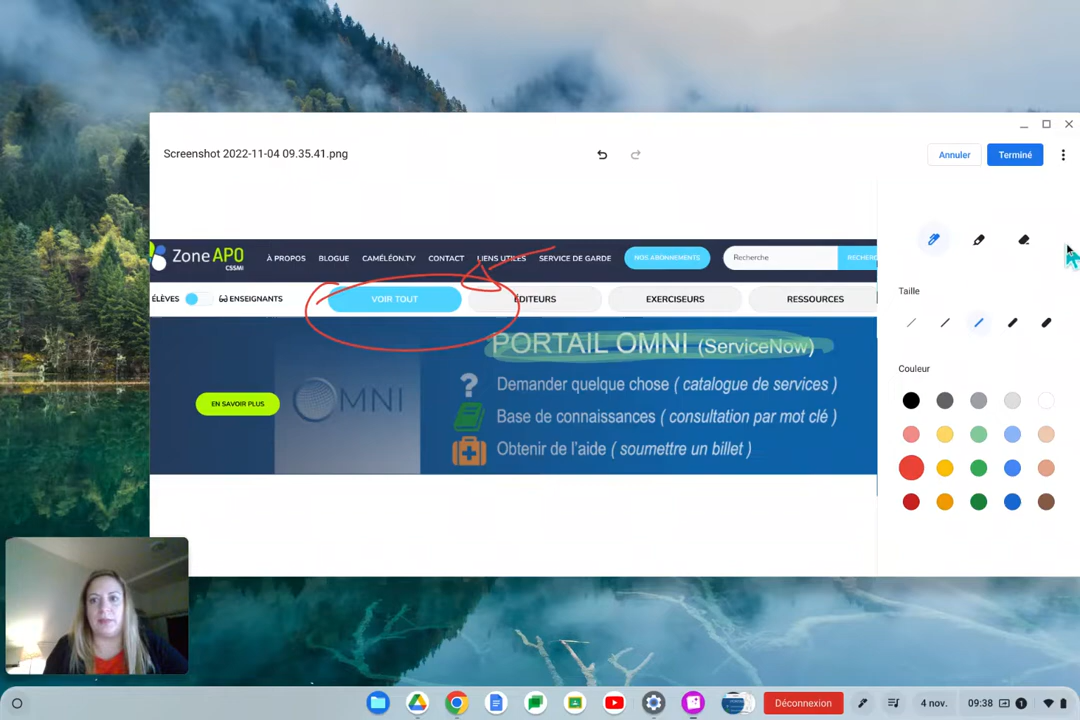 Screenshot 2022-11-04 09.35.41.png
Annuler
Terminé
Zone APO
CSSMI
À PROPOS
BLOGUE
CAMÉLÉON.TV
CONTACT
LIENS UTILES
SERVICE DE GARDE
NOS ABONNEMENTS
Recherche
RECHERC
ÉLÈVES
ENSEIGNANTS
VOIR TOUT
ÉDITEURS
EXERCISEURS
RESSOURCES
Taille
PORTAIL OMNI (ServiceNow)
Demander quelque chose ( catalogue de services )
Couleur
EN SAVOIR PLUS
OMNI
Base de connaissances ( consultation par mot clé )
Obtenir de l'aide ( soumettre un billet )
Déconnexion
4 nov.
09:38
1